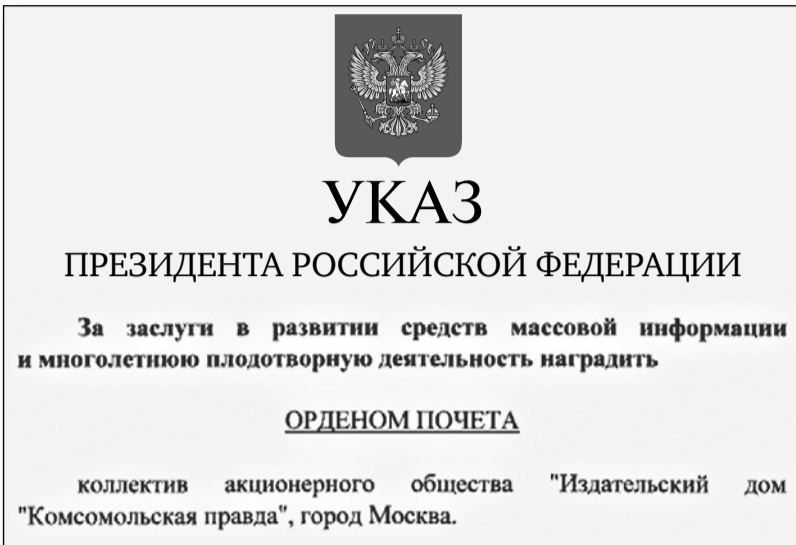 УКАЗ
ПРЕЗИДЕНТА РОССИЙСКОЙ ФЕДЕРАЦИИ
За заслуги в развитии средств массовой информации
и многолетнюю плодотворную деятельность наградить
ОРДЕНОМ ПОЧЕТА
коллектив акционерного общества "Издательский дом
"Комсомольская правда", город Москва.